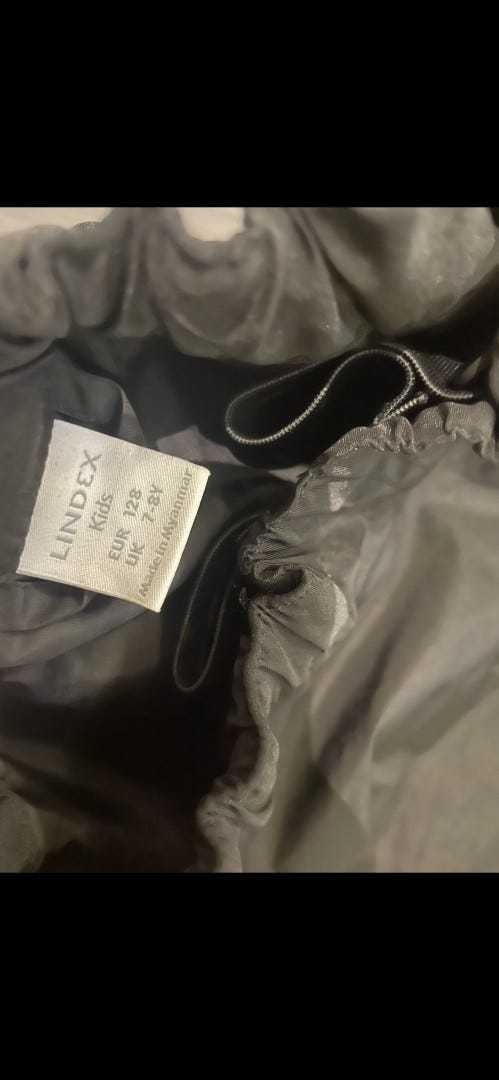 LINDEX
Kids
EUR 128
UK 7-8Y
Made in Myanmar